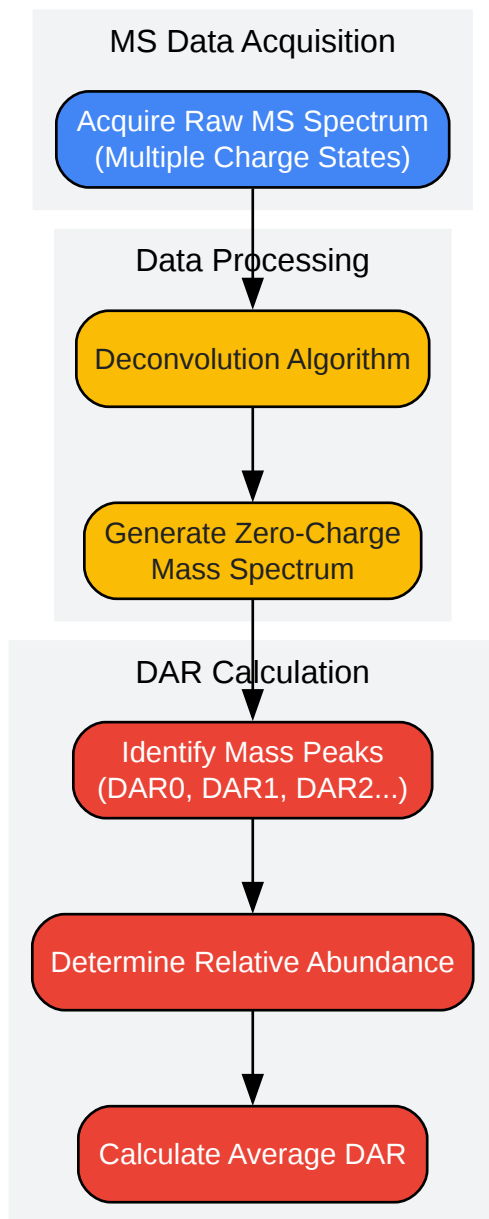 MS Data Acquisition
Acquire Raw MS Spectrum
(Multiple Charge States)
Data Processing
Deconvolution Algorithm
Generate Zero-Charge
Mass Spectrum
DAR Calculation
Identify Mass Peaks
(DAR0, DAR1, DAR2...)
Determine Relative Abundance
Calculate Average DAR